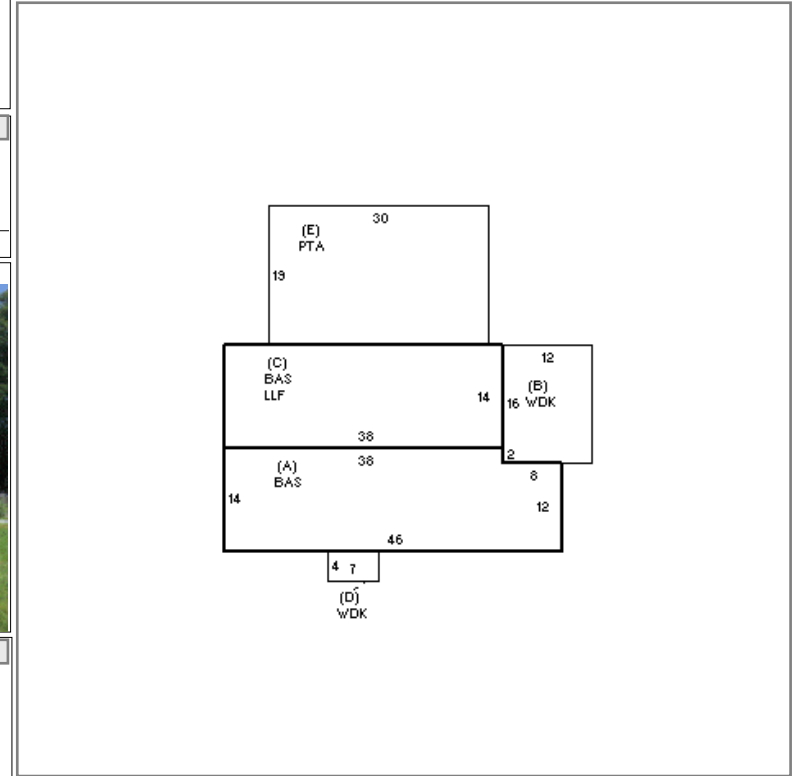 30
(E)
PTA
19
(C)
BAS
LLF
14
12
(B)
16 WDK
38
2
38
(A)
BAS
8
14
12
46
4 7
(D)
WDK